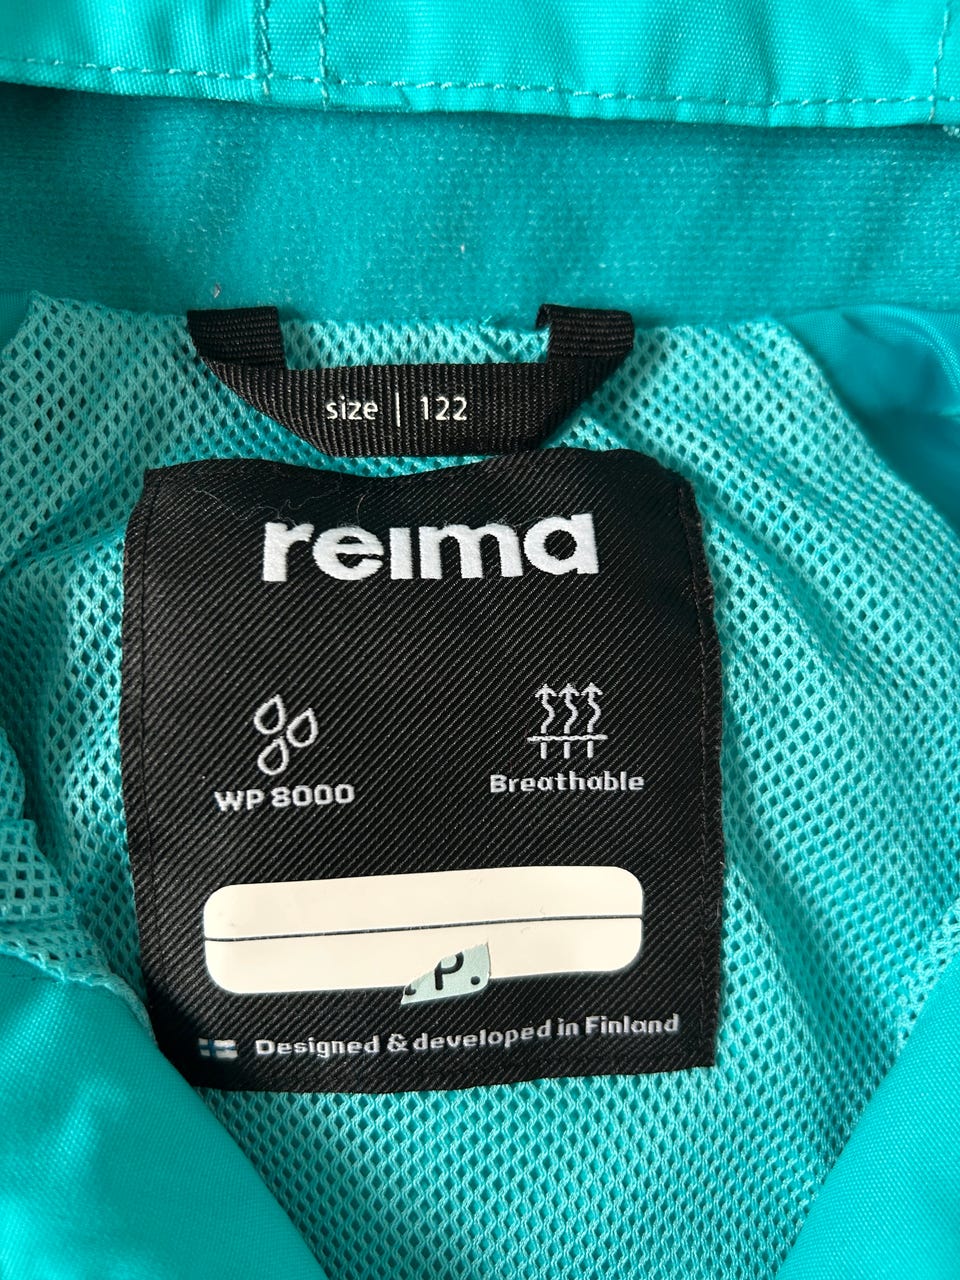 size | 122
reima
WP 8000
Breathable
P.
Designed & developed in Finland